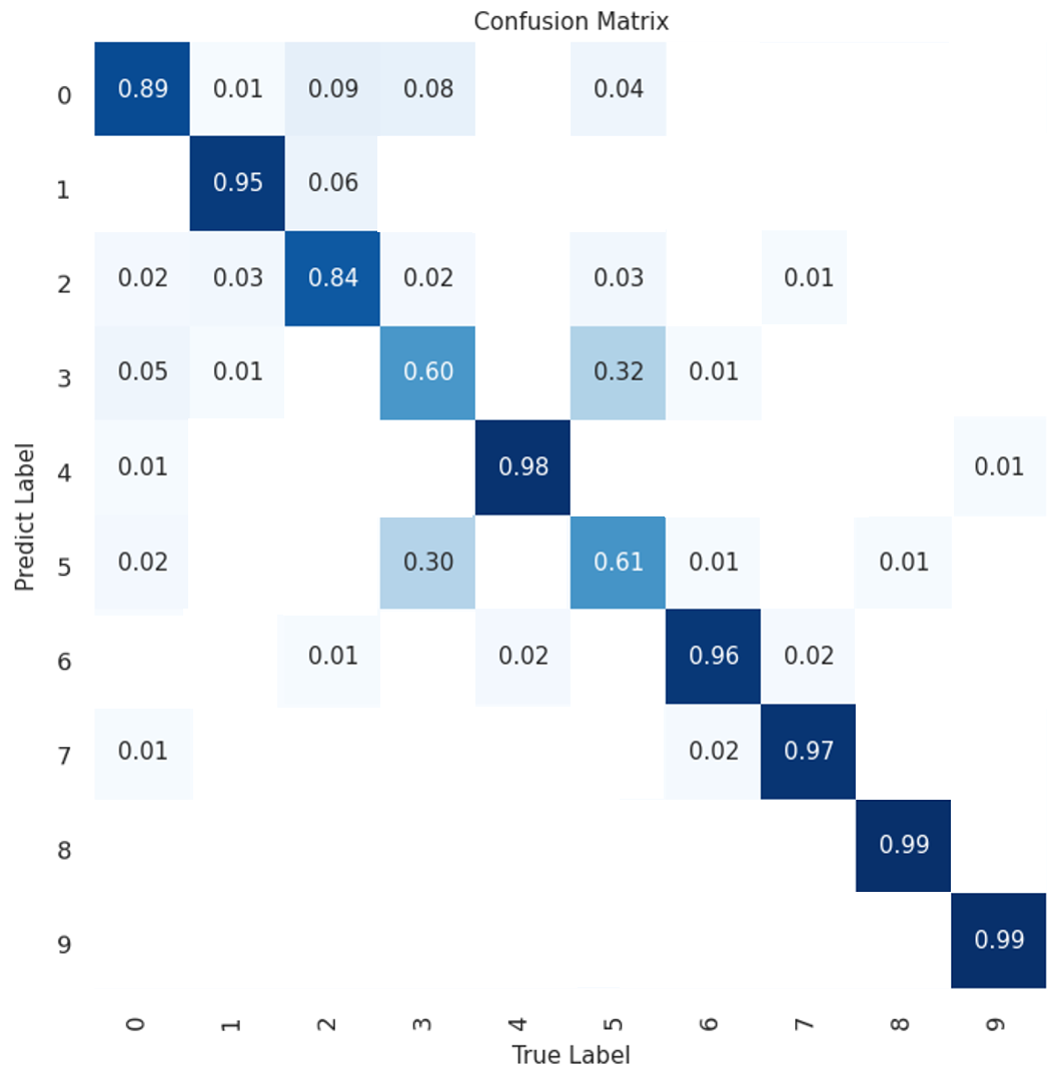 Confusion Matrix
0 0.89 0.01 0.09 0.08 0.04
1 0.95 0.06
2 0.02 0.03 0.84 0.02 0.03 0.01
3 0.05 0.01 0.60 0.32 0.01
4 0.01 0.98 0.01
5 0.02 0.30 0.61 0.01 0.01
6 0.01 0.02 0.96 0.02
7 0.01 0.02 0.97
8 0.99
9 0.99
Predict Label
0 1 2 3 4 5 6 7 8 9
True Label